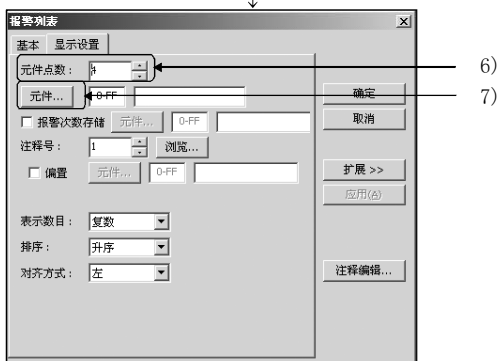 报警列表
基本 显示设置
元件点数： 6)
元件... 0-FF 7)
确定
报警次数存储 元件... 0-FF
取消
注释号： 1 浏览...
偏置 元件... 0-FF
扩展 >>
应用(A)
表示数目： 复数
排序： 升序
对齐方式： 左
注释编辑...